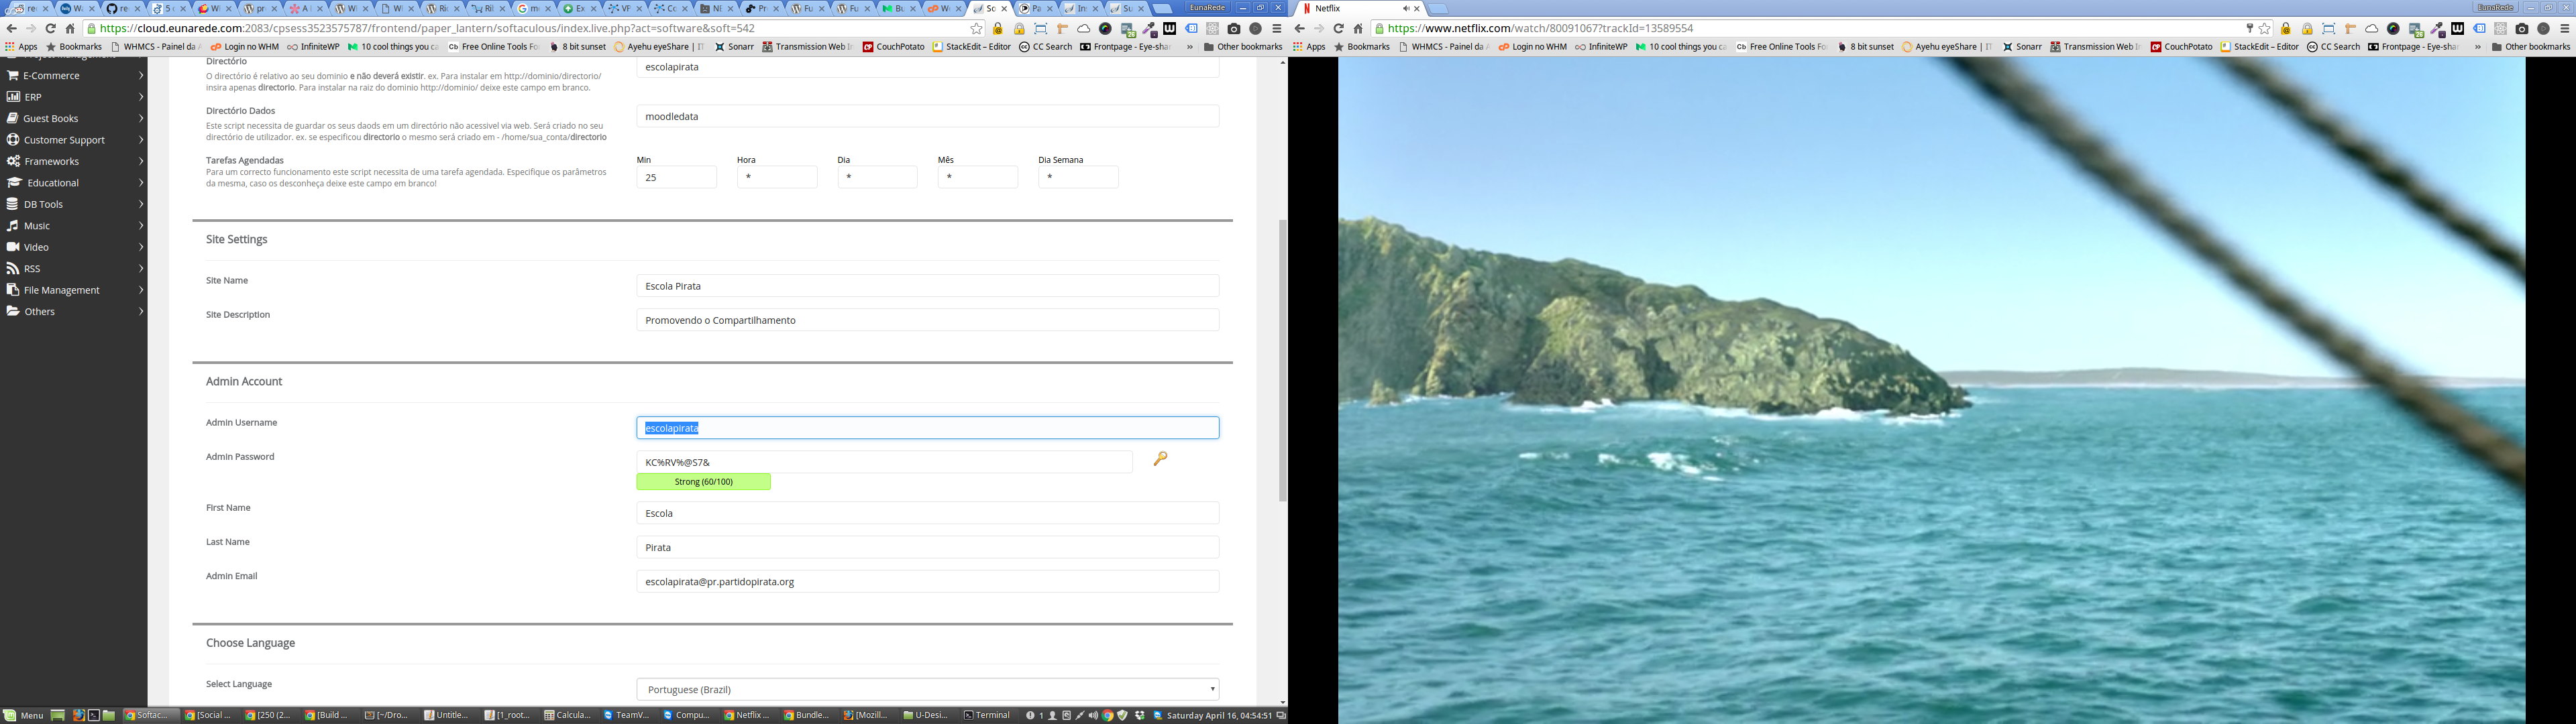 EunaRede
Netflix
EunaRede
https://cloud.eunarede.com:2083/cpsess3523575787/frontend/paper_lantern/softaculous/index.live.php?act=software&soft=542
https://www.netflix.com/watch/80091067?trackId=13589554
Apps Bookmarks WHMCS - Painel da A Login no WHM InfiniteWP 10 cool things you ca Free Online Tools Fo 8 bit sunset Ayehu eyeShare | IT Sonarr Transmission Web In CouchPotato StackEdit – Editor CC Search Frontpage - Eye-shar » Other bookmarks
Apps Bookmarks WHMCS - Painel da A Login no WHM InfiniteWP 10 cool things you ca Free Online Tools Fo 8 bit sunset Ayehu eyeShare | IT Sonarr Transmission Web In CouchPotato StackEdit – Editor CC Search Frontpage - Eye-shar » Other bookmarks
E-Commerce
ERP
Guest Books
Customer Support
Frameworks
Educational
DB Tools
Music
Video
RSS
File Management
Others
Directório
O directório é relativo ao seu dominio e não deverá existir. ex. Para instalar em http://dominio/directorio/
insira apenas directorio. Para instalar na raiz do dominio http://dominio/ deixe este campo em branco.
escolapirata
Directório Dados
Este script necessita de guardar os seus daods em um directório não acessivel via web. Será criado no seu
directório de utilizador. ex. se especificou directorio o mesmo será criado em - /home/sua_conta/directorio
moodledata
Tarefas Agendadas
Para um correcto funcionamento este script necessita de uma tarefa agendada. Especifique os parâmetros
da mesma, caso os desconheça deixe este campo em branco!
Min Hora Dia Mês Dia Semana
25 * * * *
Site Settings
Site Name
Escola Pirata
Site Description
Promovendo o Compartilhamento
Admin Account
Admin Username
escolapirata
Admin Password
KC%RV%@S7&
Strong (60/100)
First Name
Escola
Last Name
Pirata
Admin Email
escolapirata@pr.partidopirata.org
Choose Language
Select Language
Portuguese (Brazil)
Menu Softac... [Social ... [250 (2... [Build ... [~/Dro... Untitle... [1_root... Calcula... TeamV... Compu... Netflix ... Bundle... [Mozill... U-Desi... Terminal 1 Saturday April 16, 04:54:51